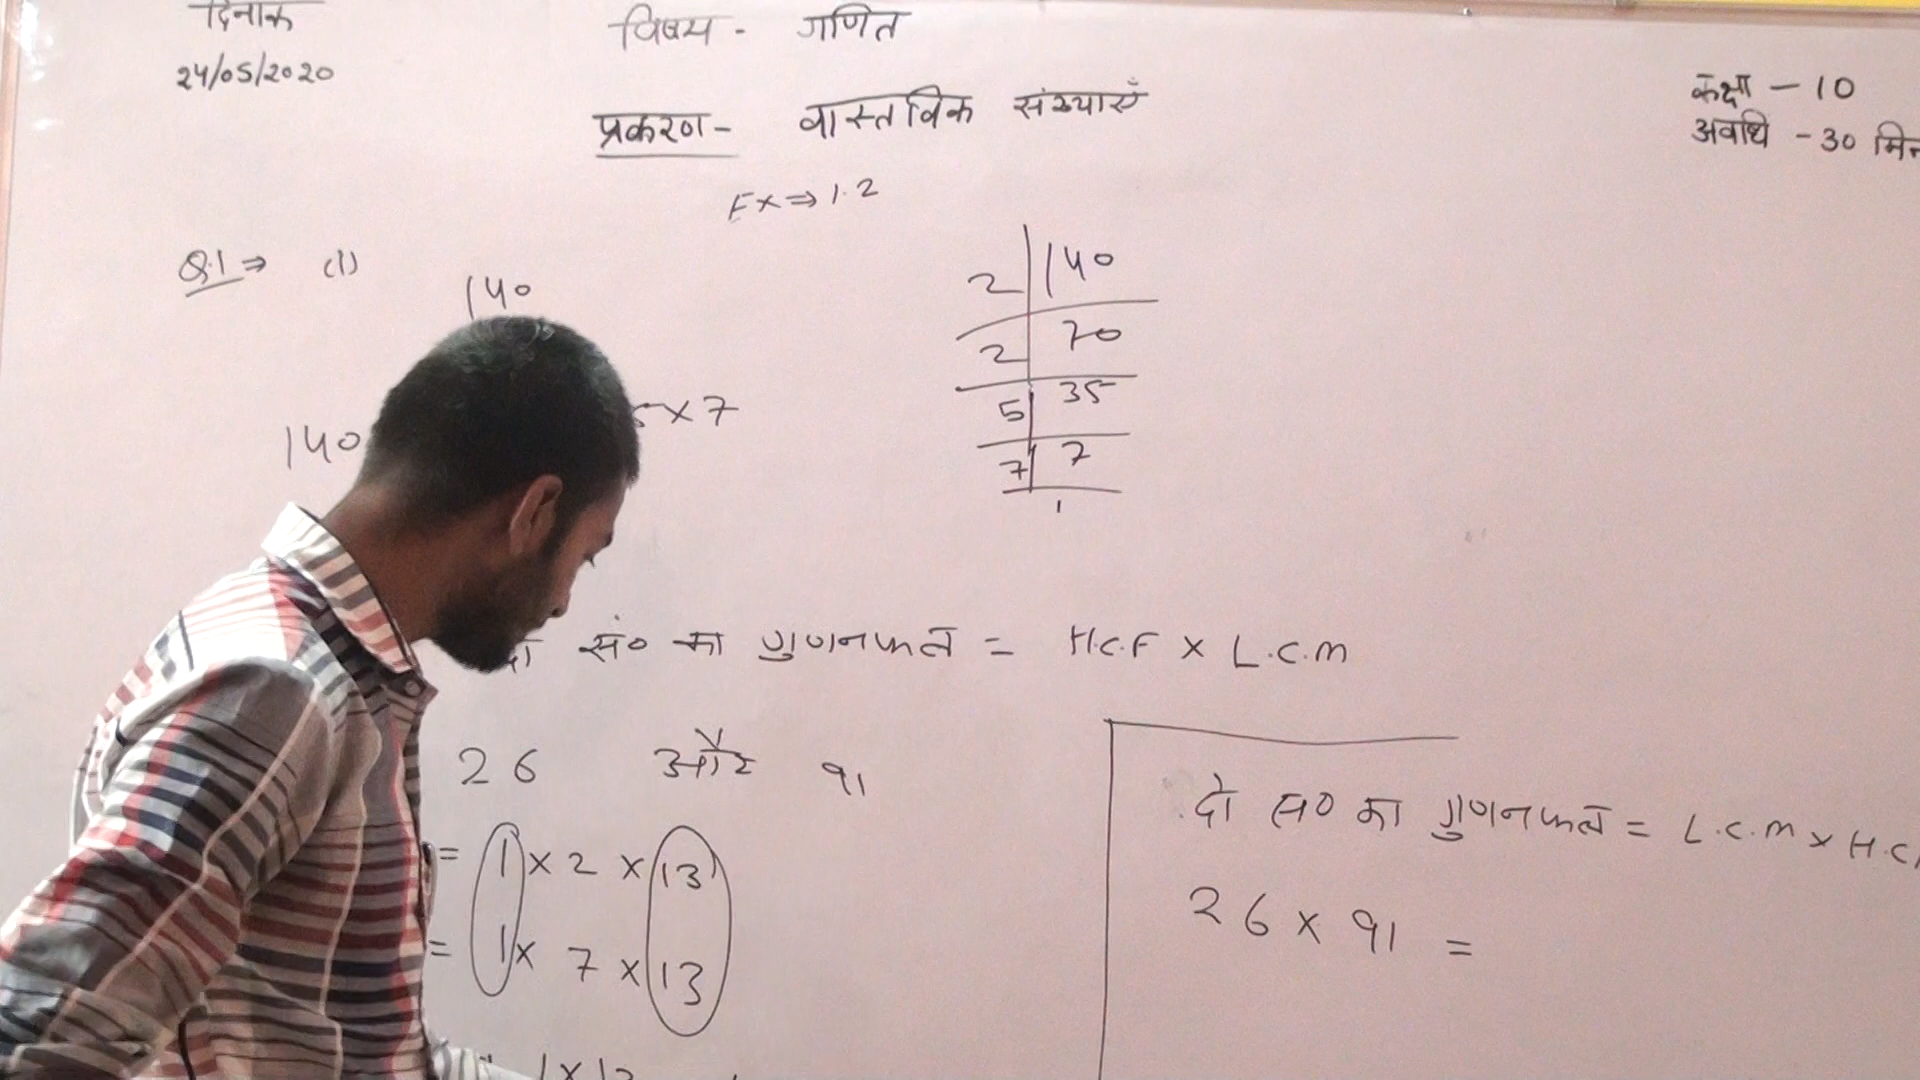 दिनांक
24/05/2020
विषय - गणित
प्रकरण - वास्तविक संख्याएँ
कक्षा - 10
अवधि - 30 मिन
Ex ⇒ 1.2
Q.1 ⇒ (1)
140
140
× 7
2 | 140
2 | 70
5 | 35
7 | 7
1
सं० का गुणनफल = H.C.F × L.C.M
26 और 91
= 1 × 2 × 13
= 1 × 7 × 13
दो सं० का गुणनफल = L.C.M × H.C
26 × 91 =